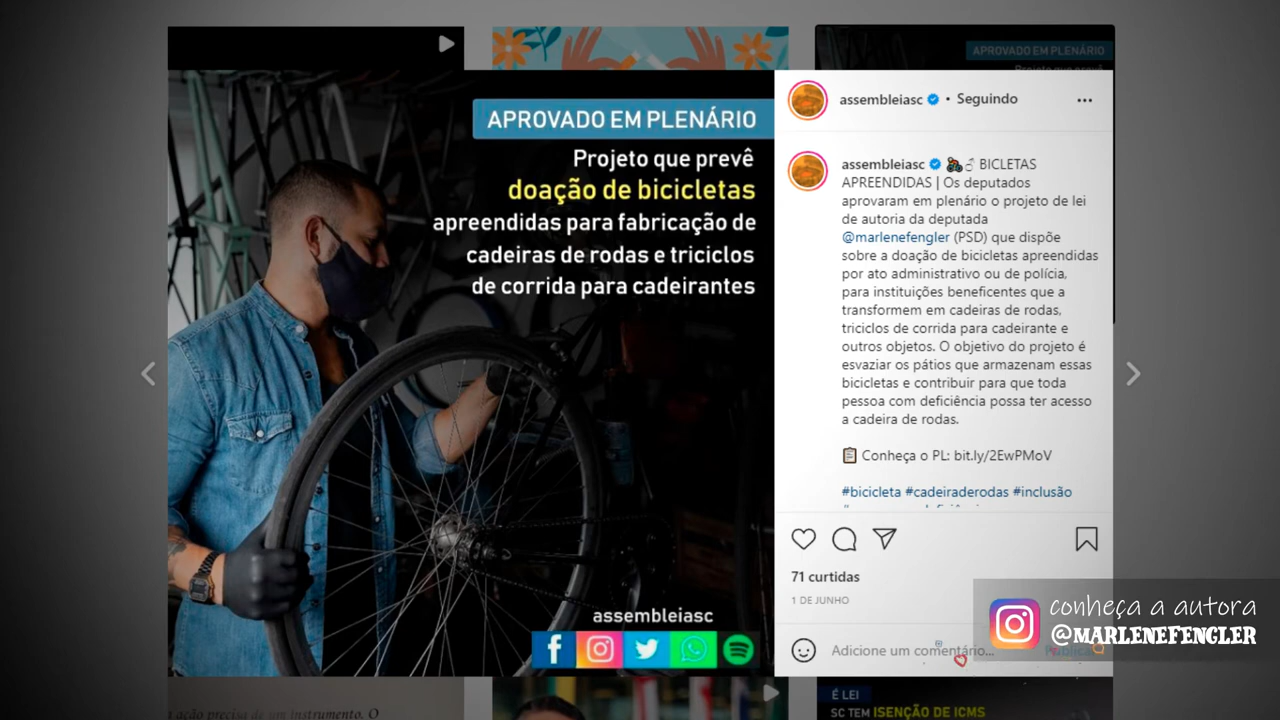 APROVADO EM PLENÁRIO
APROVADO EM PLENÁRIO
Projeto que prevê
doação de bicicletas
apreendidas para fabricação de
cadeiras de rodas e triciclos
de corrida para cadeirantes
assembleiasc
assembleiasc • Seguindo
assembleiasc BICLETAS
APREENDIDAS | Os deputados
aprovaram em plenário o projeto de lei
de autoria da deputada
@marlenefengler (PSD) que dispõe
sobre a doação de bicicletas apreendidas
por ato administrativo ou de polícia,
para instituições beneficentes que a
transformem em cadeiras de rodas,
triciclos de corrida para cadeirante e
outros objetos. O objetivo do projeto é
esvaziar os pátios que armazenam essas
bicicletas e contribuir para que toda
pessoa com deficiência possa ter acesso
a cadeira de rodas.
Conheça o PL: bit.ly/2EwPMoV
#bicicleta #cadeiraderodas #inclusão
71 curtidas
1 DE JUNHO
Adicione um comentário...
conheça a autora
@MARLENEFENGLER
ação precisa de um instrumento. O
É LEI
SC TEM ISENÇÃO DE ICMS